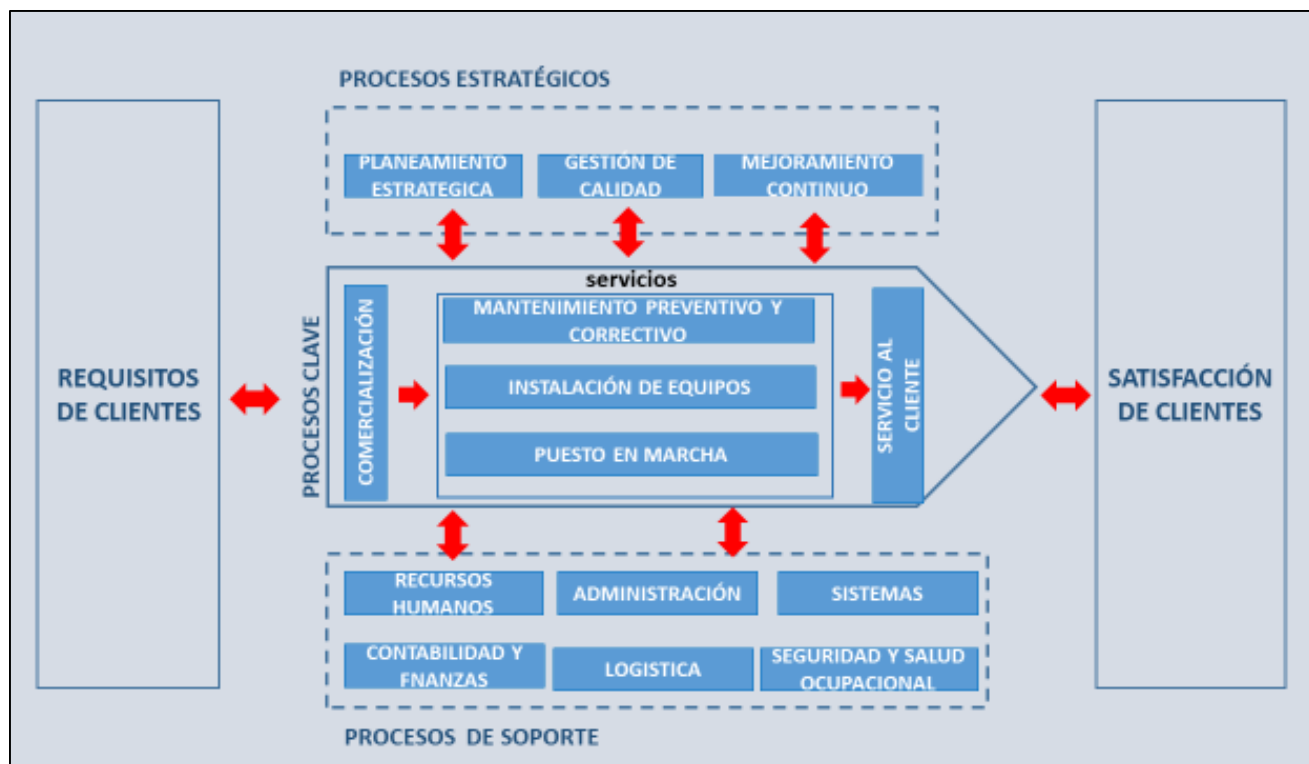 PROCESOS ESTRATÉGICOS
PLANEAMIENTO
ESTRATEGICA
GESTIÓN DE
CALIDAD
MEJORAMIENTO
CONTINUO
REQUISITOS
DE CLIENTES
PROCESOS CLAVE
COMERCIALIZACIÓN
servicios
MANTENIMIENTO PREVENTIVO Y
CORRECTIVO
INSTALACIÓN DE EQUIPOS
PUESTO EN MARCHA
SERVICIO AL
CLIENTE
SATISFACCIÓN
DE CLIENTES
RECURSOS
HUMANOS
ADMINISTRACIÓN
SISTEMAS
CONTABILIDAD Y
FNANZAS
LOGISTICA
SEGURIDAD Y SALUD
OCUPACIONAL
PROCESOS DE SOPORTE